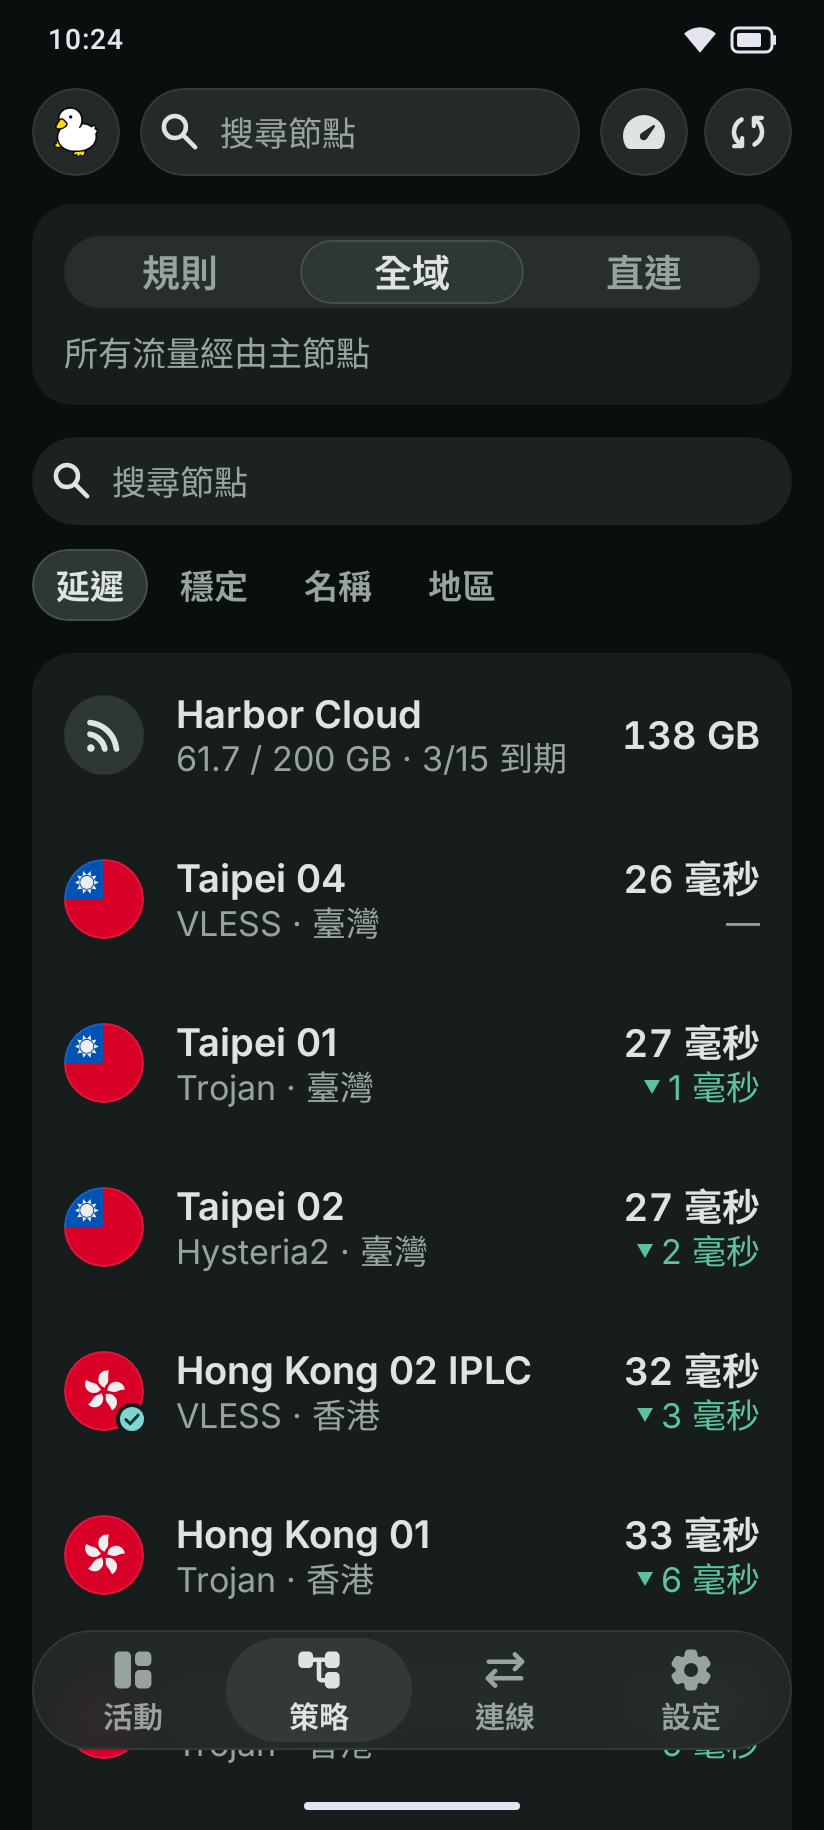 10:24
搜尋節點
規則 全域 直連
所有流量經由主節點
搜尋節點
延遲 穩定 名稱 地區
Harbor Cloud
61.7 / 200 GB · 3/15 到期
138 GB
Taipei 04
VLESS · 臺灣
26 毫秒
—
Taipei 01
Trojan · 臺灣
27 毫秒
▼1 毫秒
Taipei 02
Hysteria2 · 臺灣
27 毫秒
▼2 毫秒
Hong Kong 02 IPLC
VLESS · 香港
32 毫秒
▼3 毫秒
Hong Kong 01
Trojan · 香港
33 毫秒
▼6 毫秒
活動 策略 連線 設定
Trojan · 香港
毫秒